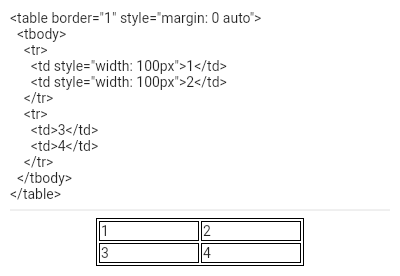 <table border="1" style="margin: 0 auto">
<tbody>
<tr>
<td style="width: 100px">1</td>
<td style="width: 100px">2</td>
</tr>
<tr>
<td>3</td>
<td>4</td>
</tr>
</tbody>
</table>
1 2
3 4